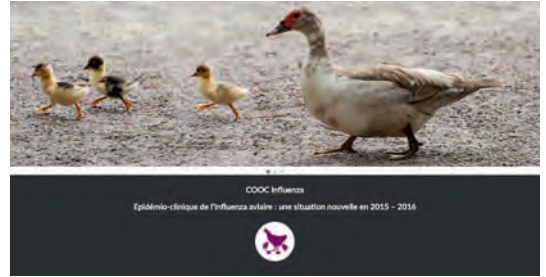 COOC Influenza
Epidémio-clinique de l'Influenza aviaire : une situation nouvelle en 2015 – 2016